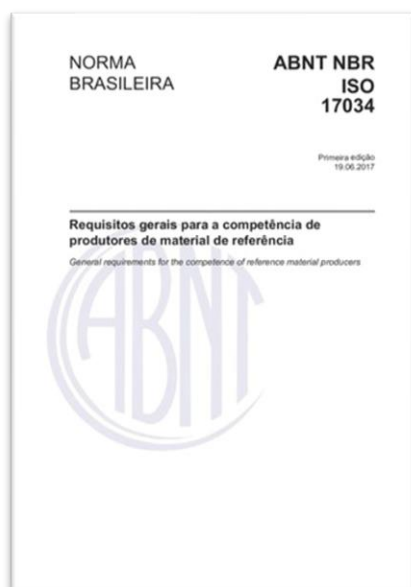 NORMA
BRASILEIRA
ABNT NBR
ISO
17034
Primeira edição
19.06.2017
Requisitos gerais para a competência de
produtores de material de referência
General requirements for the competence of reference material producers
ABNT